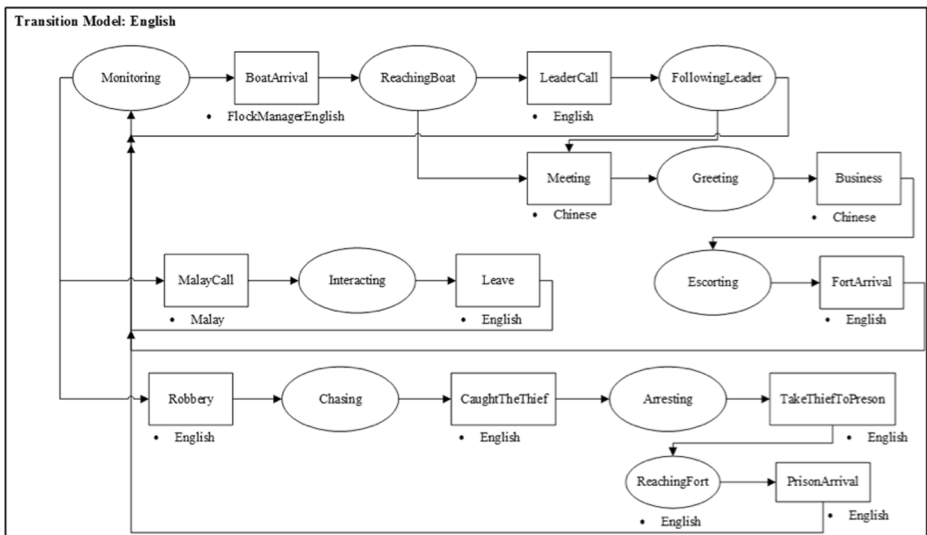 Transition Model: English
Monitoring
BoatArrival
ReachingBoat
LeaderCall
FollowingLeader
• FlockManagerEnglish
• English
Meeting
Greeting
Business
• Chinese
• Chinese
MalayCall
Interacting
Leave
Escorting
FortArrival
• Malay
• English
• English
Robbery
Chasing
CaughtTheThief
Arresting
TakeThiefToPreson
• English
• English
• English
ReachingFort
PrisonArrival
• English
• English